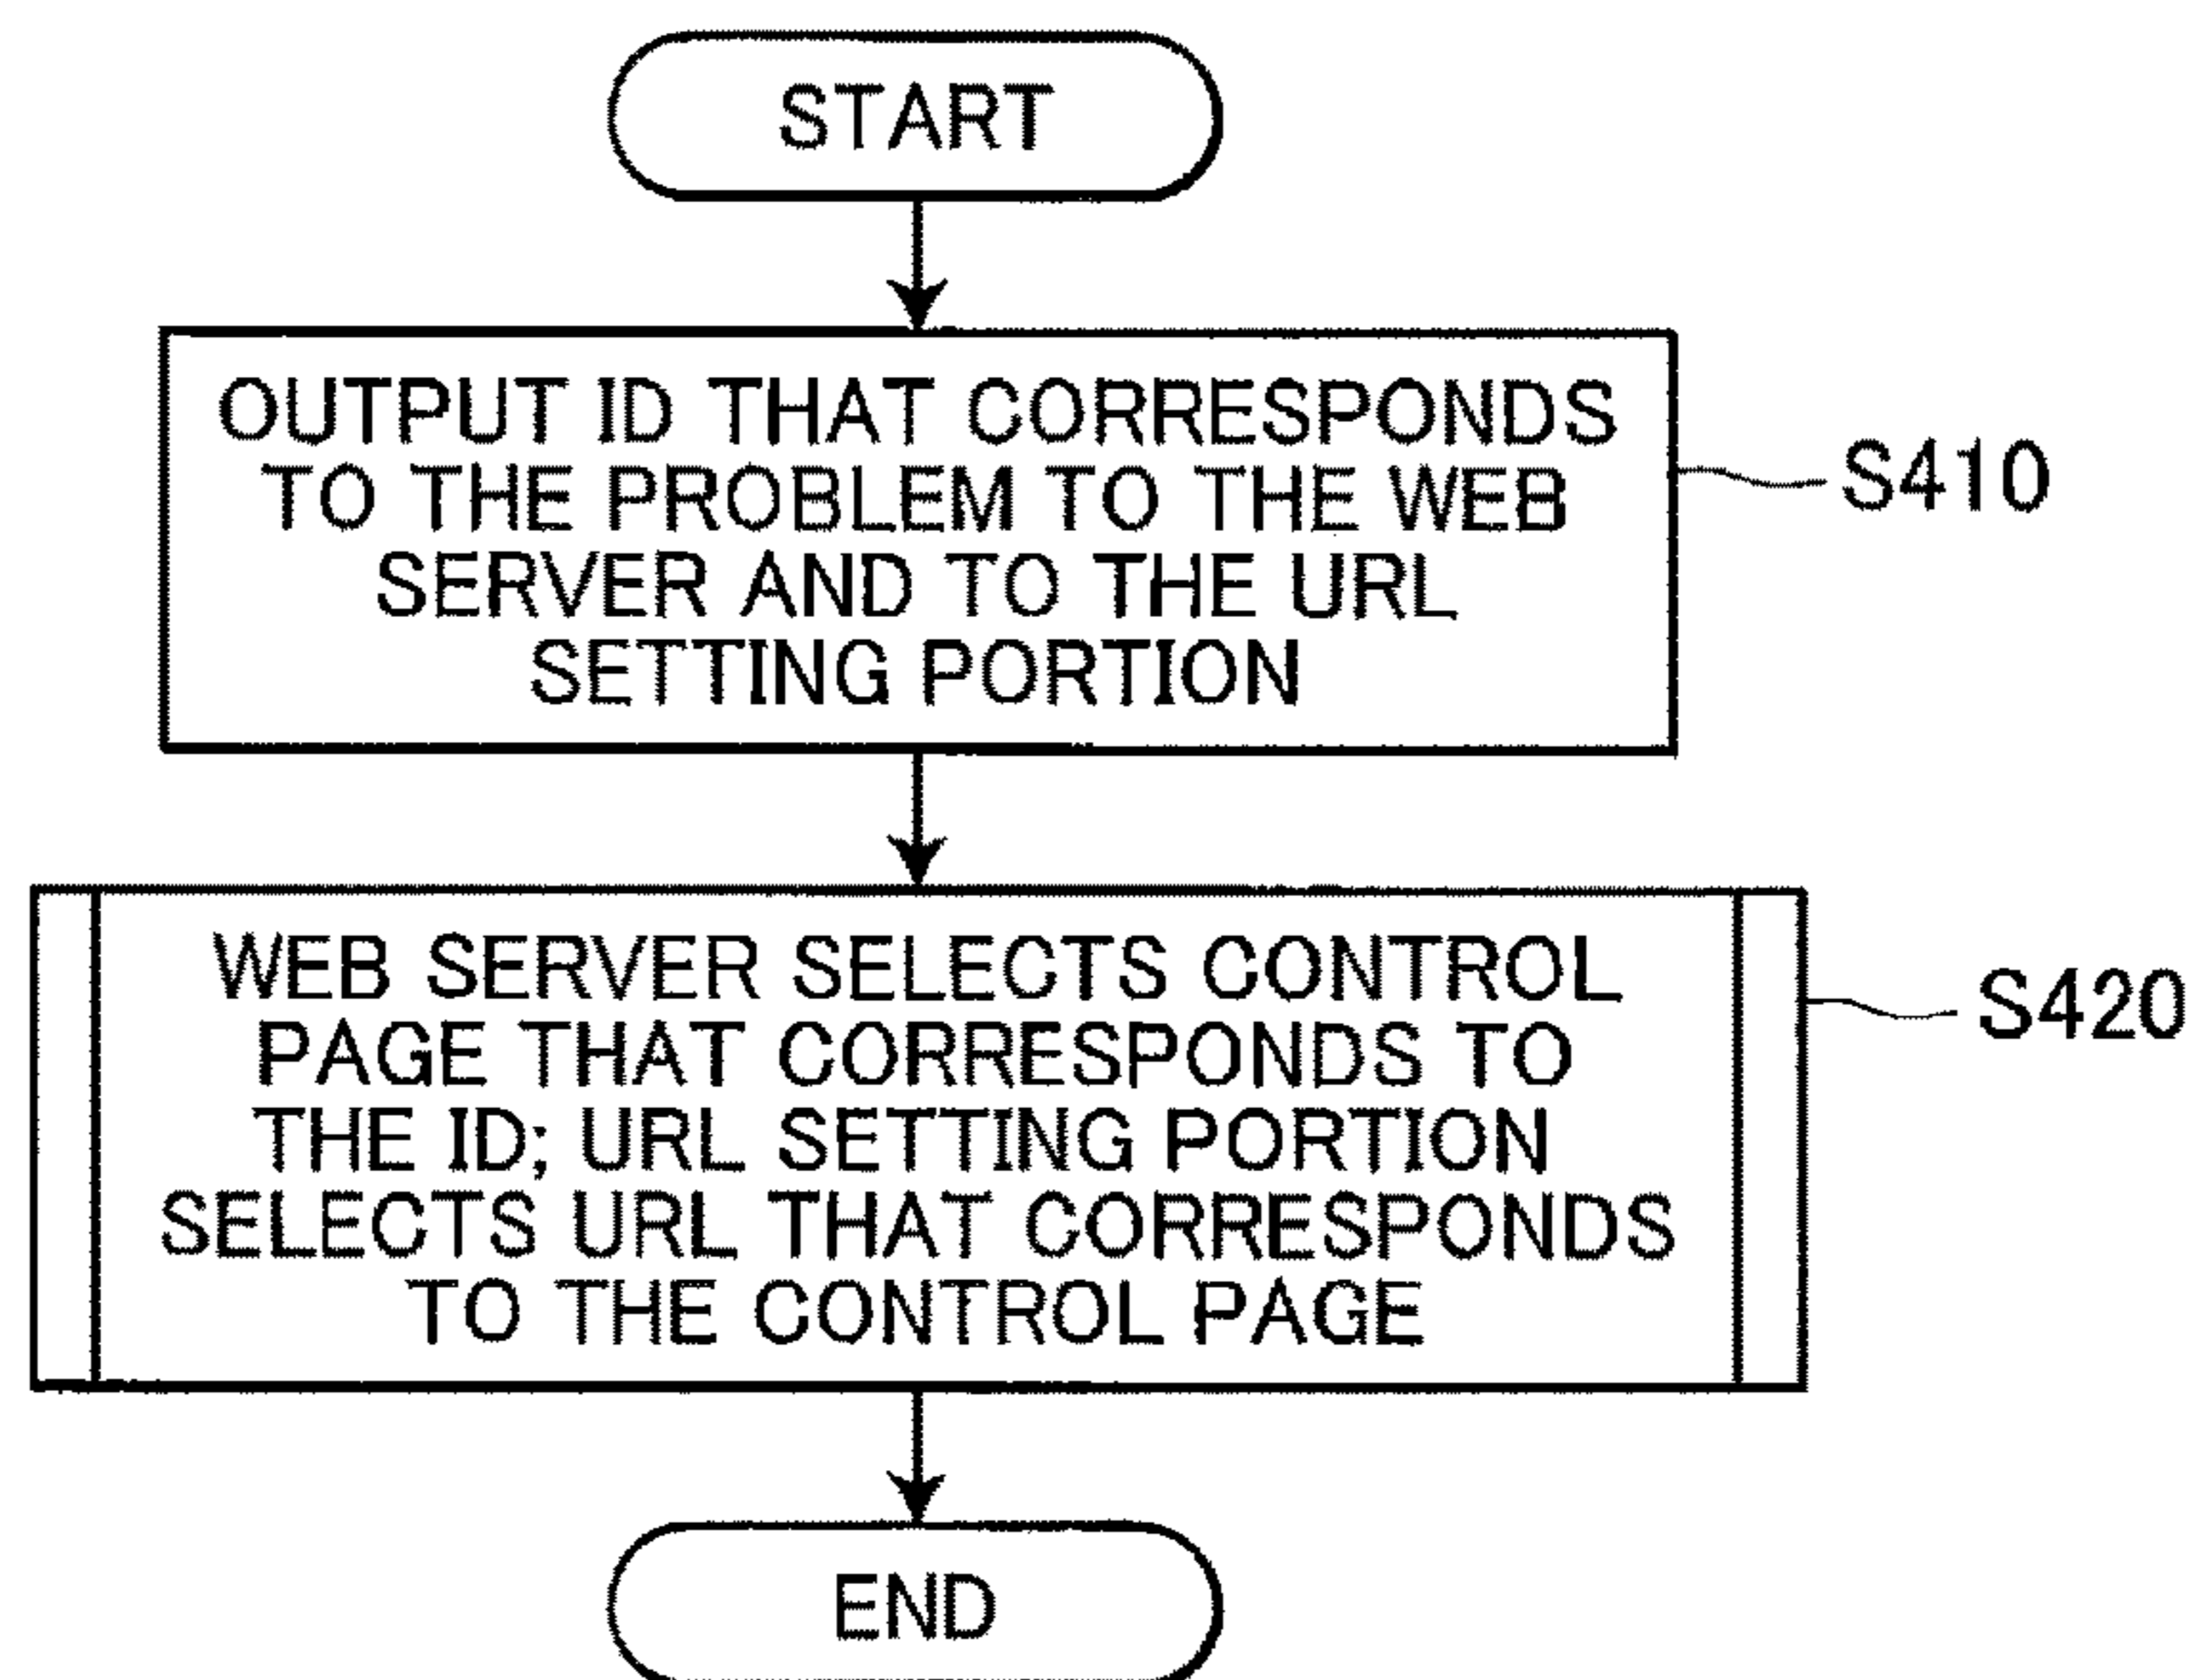 START
OUTPUT ID THAT CORRESPONDS
TO THE PROBLEM TO THE WEB
SERVER AND TO THE URL
SETTING PORTION
S410
WEB SERVER SELECTS CONTROL
PAGE THAT CORRESPONDS TO
THE ID; URL SETTING PORTION
SELECTS URL THAT CORRESPONDS
TO THE CONTROL PAGE
S420
END